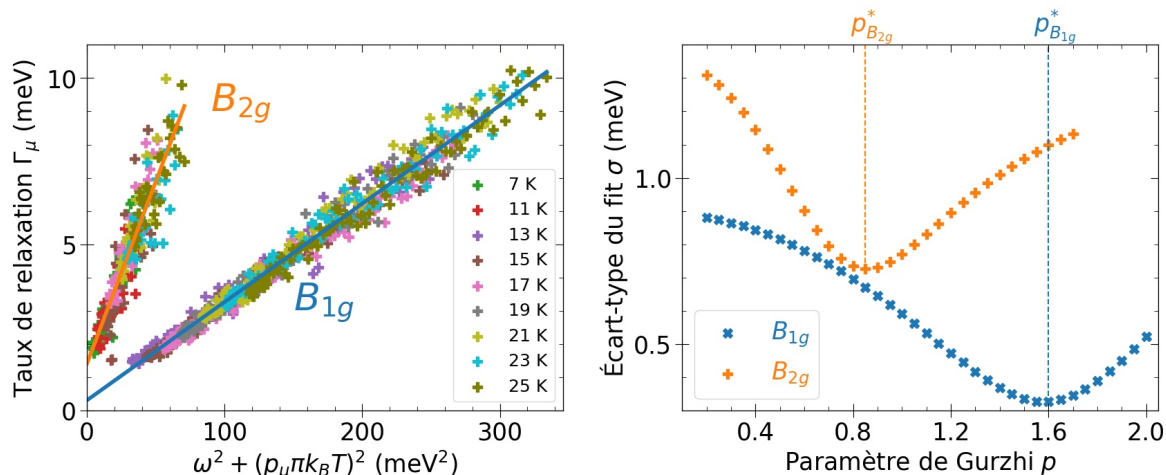 Taux de relaxation Γμ (meV)
10
5
0
0
100
200
300
ω² + (pμπkBT)² (meV²)
B2g
B1g
7 K
11 K
13 K
15 K
17 K
19 K
21 K
23 K
25 K
p*B2g
p*B1g
Écart-type du fit σ (meV)
1.0
0.5
B1g
B2g
0.4
0.8
1.2
1.6
2.0
Paramètre de Gurzhi p